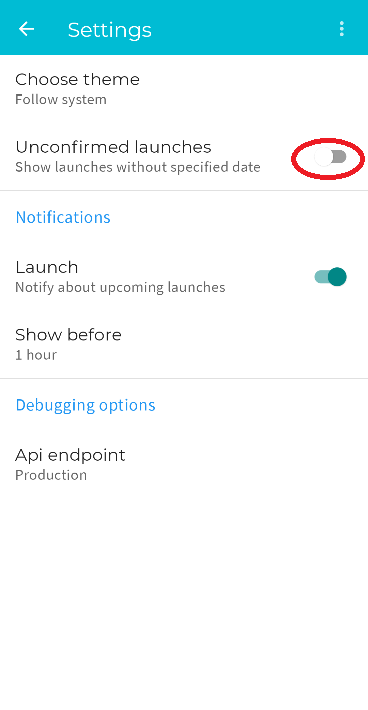 Settings
Choose theme
Follow system
Unconfirmed launches
Show launches without specified date
Notifications
Launch
Notify about upcoming launches
Show before
1 hour
Debugging options
Api endpoint
Production